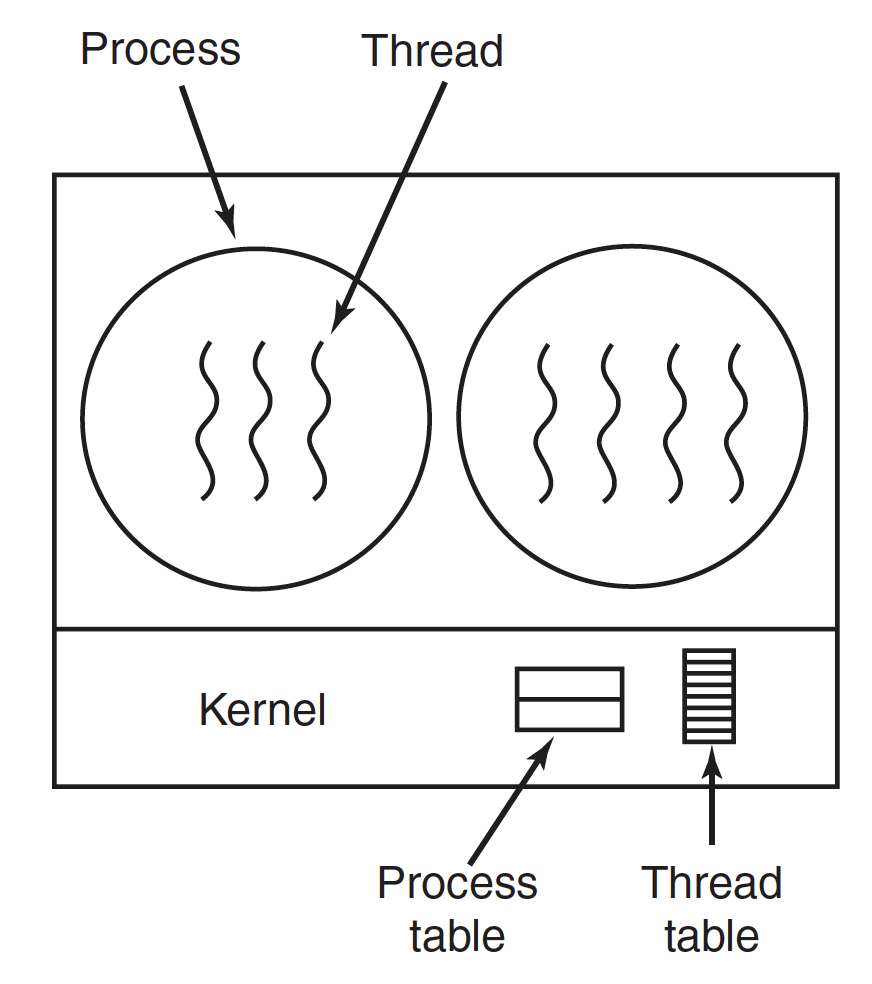 Process
Thread
Kernel
Process
table
Thread
table